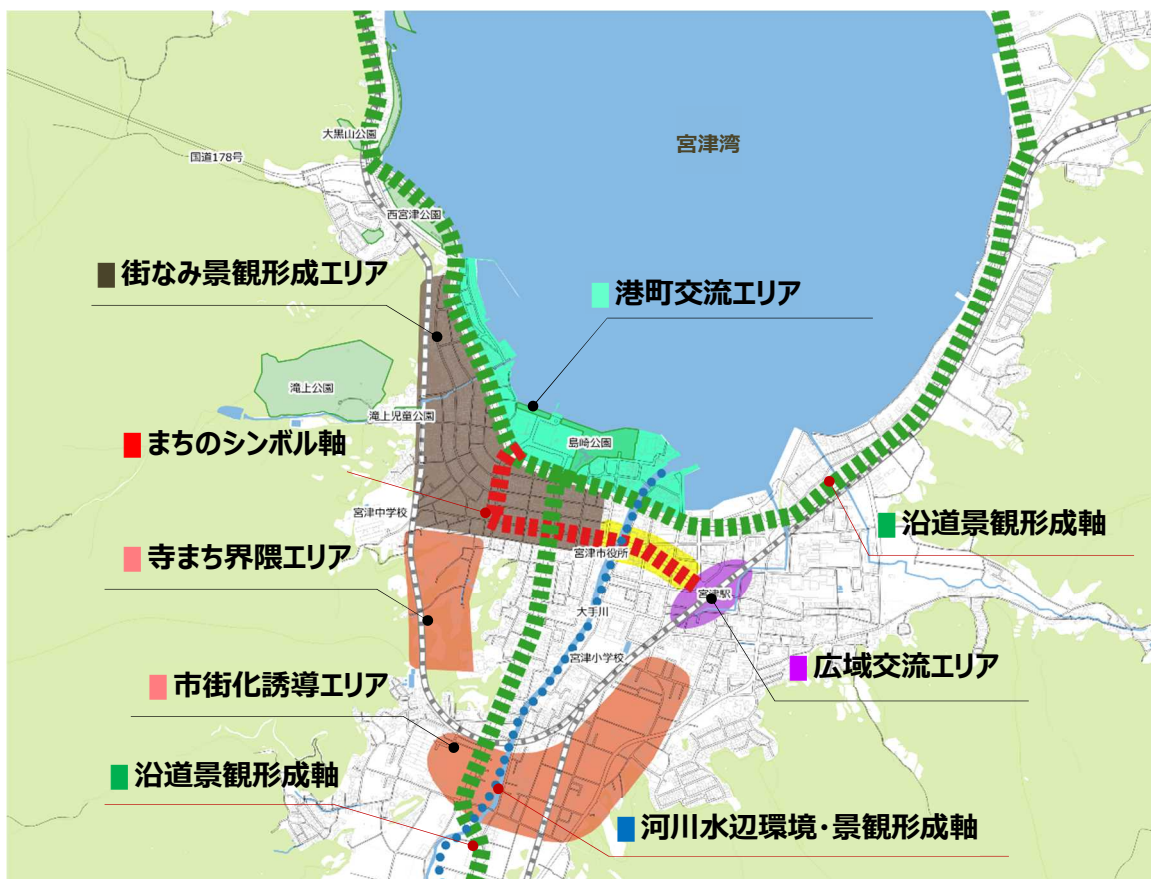 宮津湾
大黒山公園
国道178号
西宮津公園
街なみ景観形成エリア
港町交流エリア
滝上公園
滝上児童公園
島崎公園
まちのシンボル軸
宮津中学校
沿道景観形成軸
宮津市役所
寺まち界隈エリア
宮津駅
大手川
宮津小学校
広域交流エリア
市街化誘導エリア
沿道景観形成軸
河川水辺環境・景観形成軸